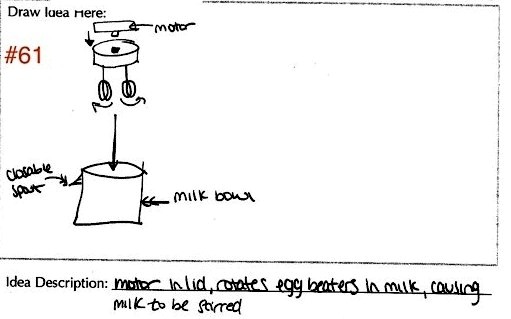 Draw Idea Here:
motor
#61
closable
spout
milk bowl
Idea Description: motor in lid, rotates egg beaters in milk, causing
milk to be stirred